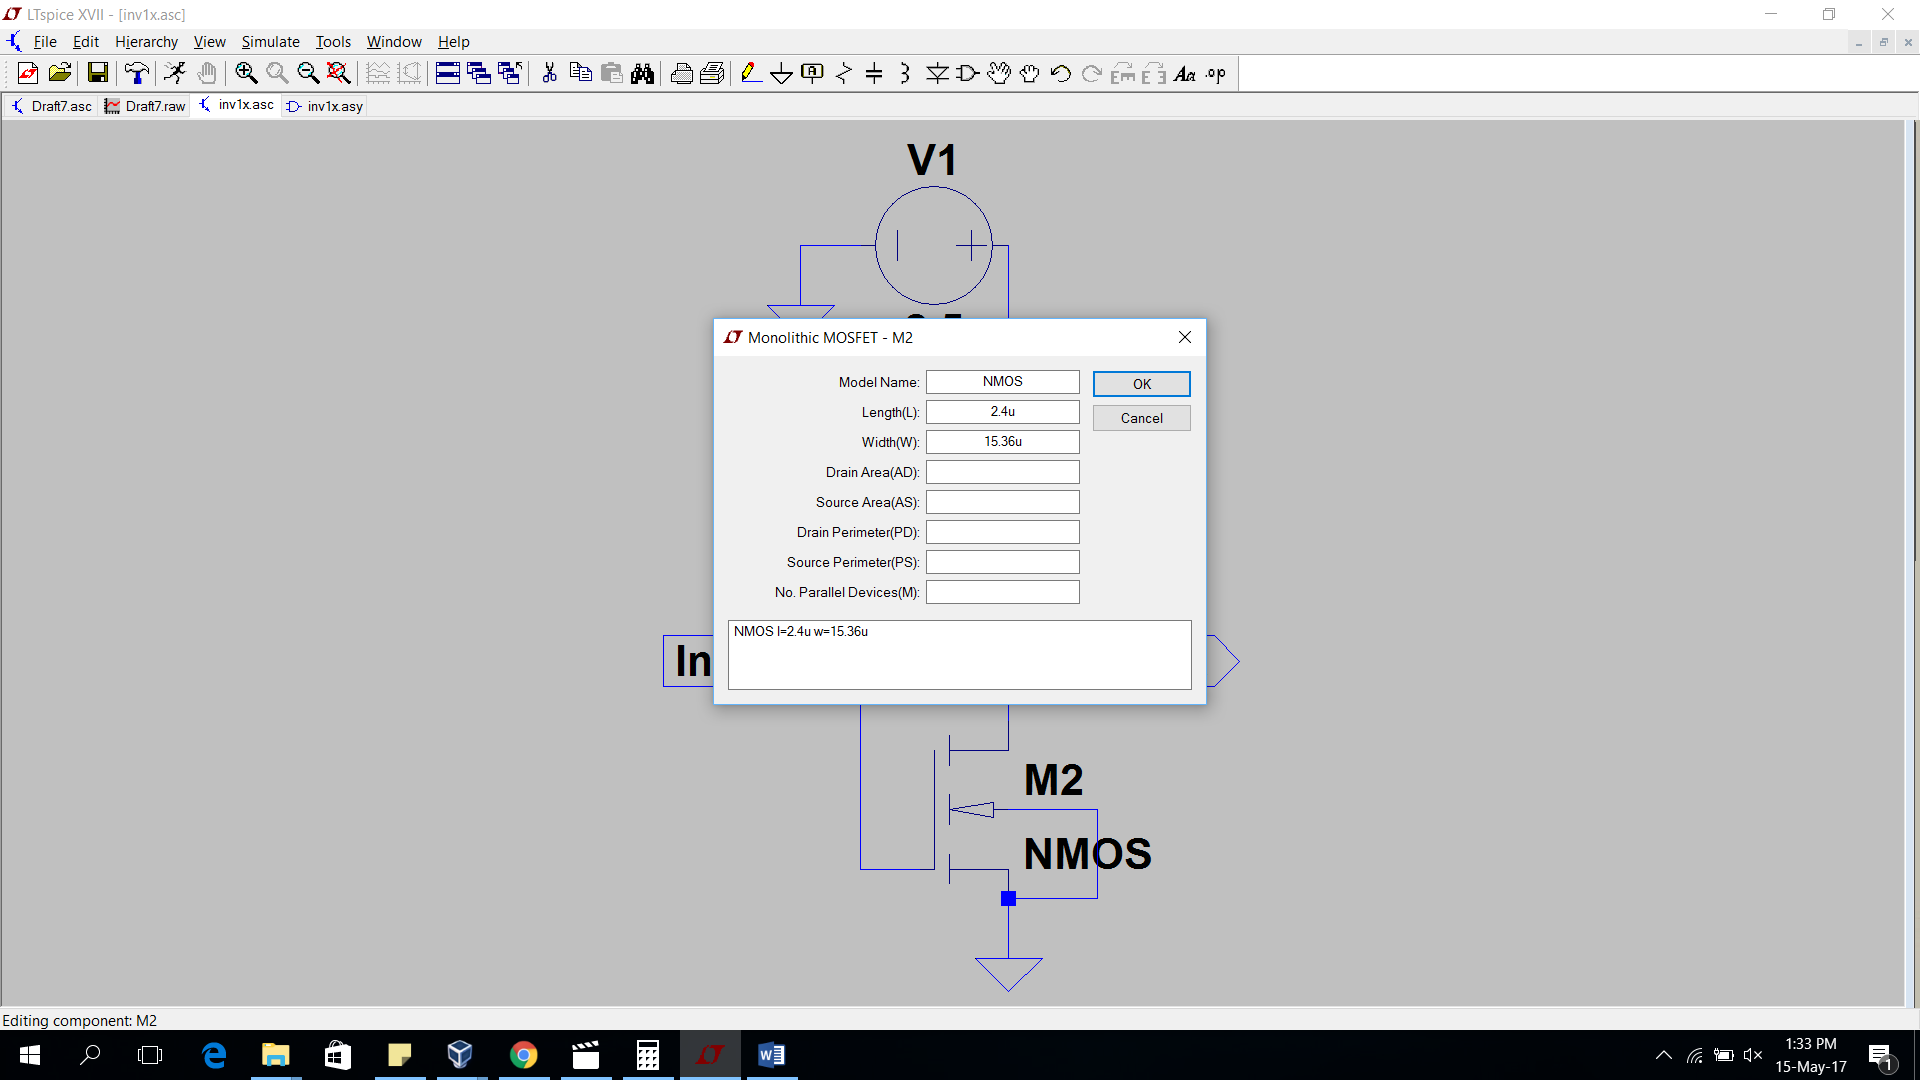 LTspice XVII - [inv1x.asc]
File Edit Hierarchy View Simulate Tools Window Help
Aa .op
Draft7.asc Draft7.raw inv1x.asc inv1x.asy
V1
Monolithic MOSFET - M2
Model Name: NMOS OK
Length(L): 2.4u Cancel
Width(W): 15.36u
Drain Area(AD):
Source Area(AS):
Drain Perimeter(PD):
Source Perimeter(PS):
No. Parallel Devices(M):
NMOS l=2.4u w=15.36u
In
M2
NMOS
Editing component: M2
1:33 PM
15-May-17
1